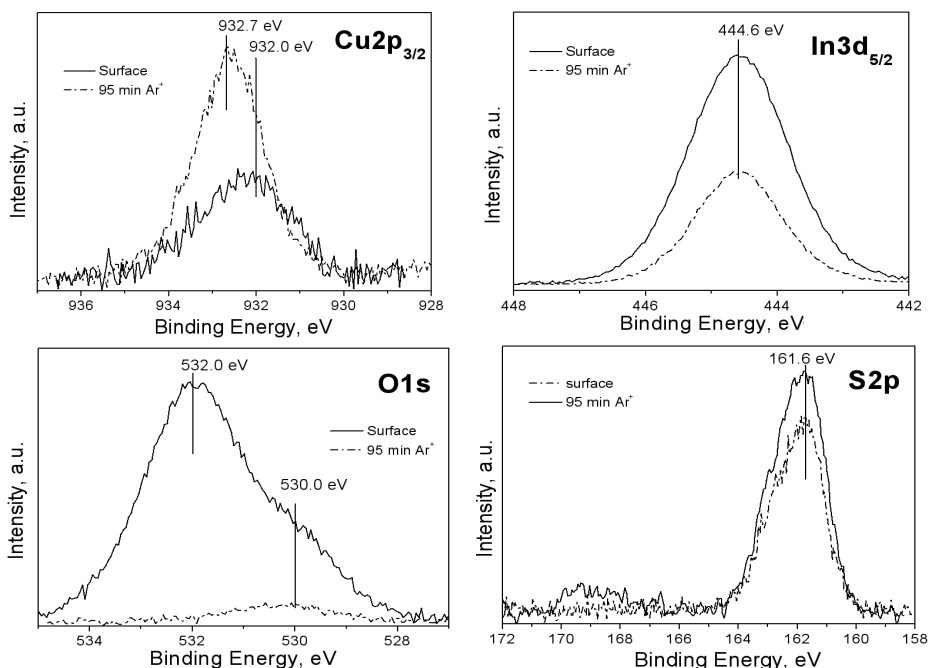 932.7 eV
932.0 eV
Cu2p3/2
Surface
95 min Ar+
Intensity, a.u.
936 934 932 930 928
Binding Energy, eV
444.6 eV
In3d5/2
Surface
95 min Ar+
Intensity, a.u.
448 446 444 442
Binding Energy, eV
532.0 eV
O1s
Surface
95 min Ar+
530.0 eV
Intensity, a.u.
534 532 530 528
Binding Energy, eV
161.6 eV
S2p
surface
95 min Ar+
Intensity, a.u.
172 170 168 166 164 162 160 158
Binding Energy, eV